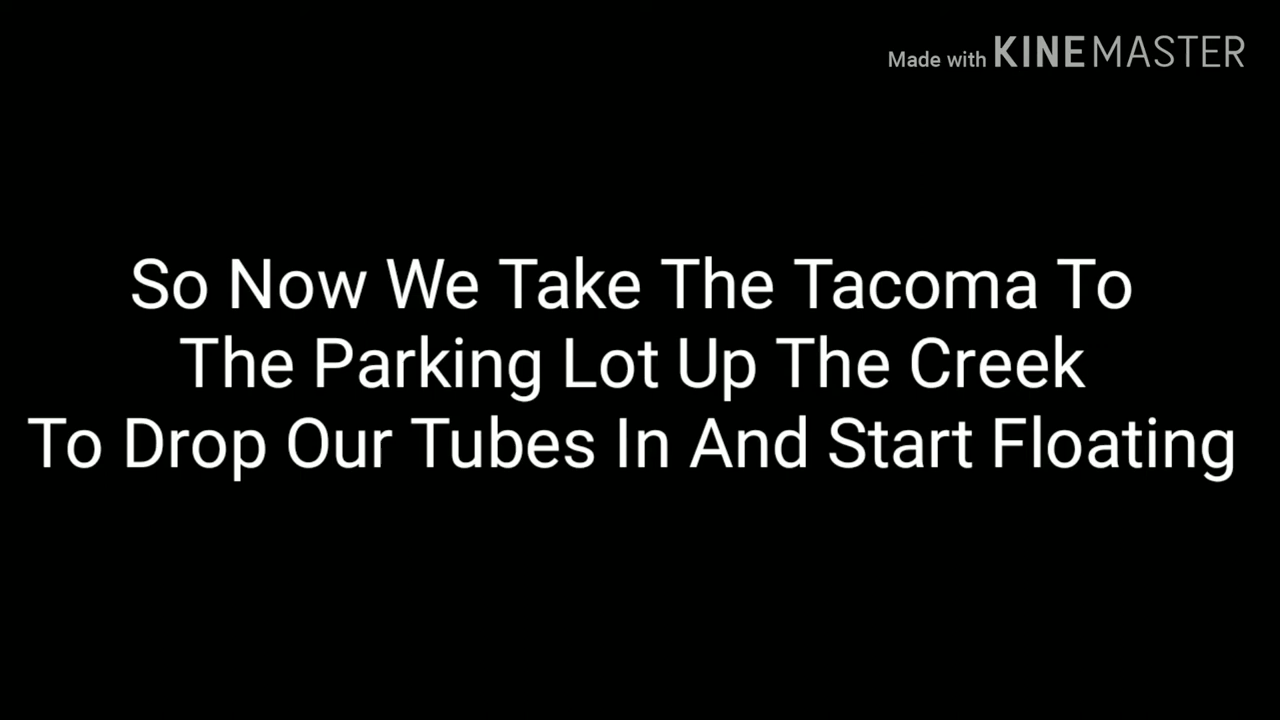 Made with KINEMASTER
So Now We Take The Tacoma To
The Parking Lot Up The Creek
To Drop Our Tubes In And Start Floating